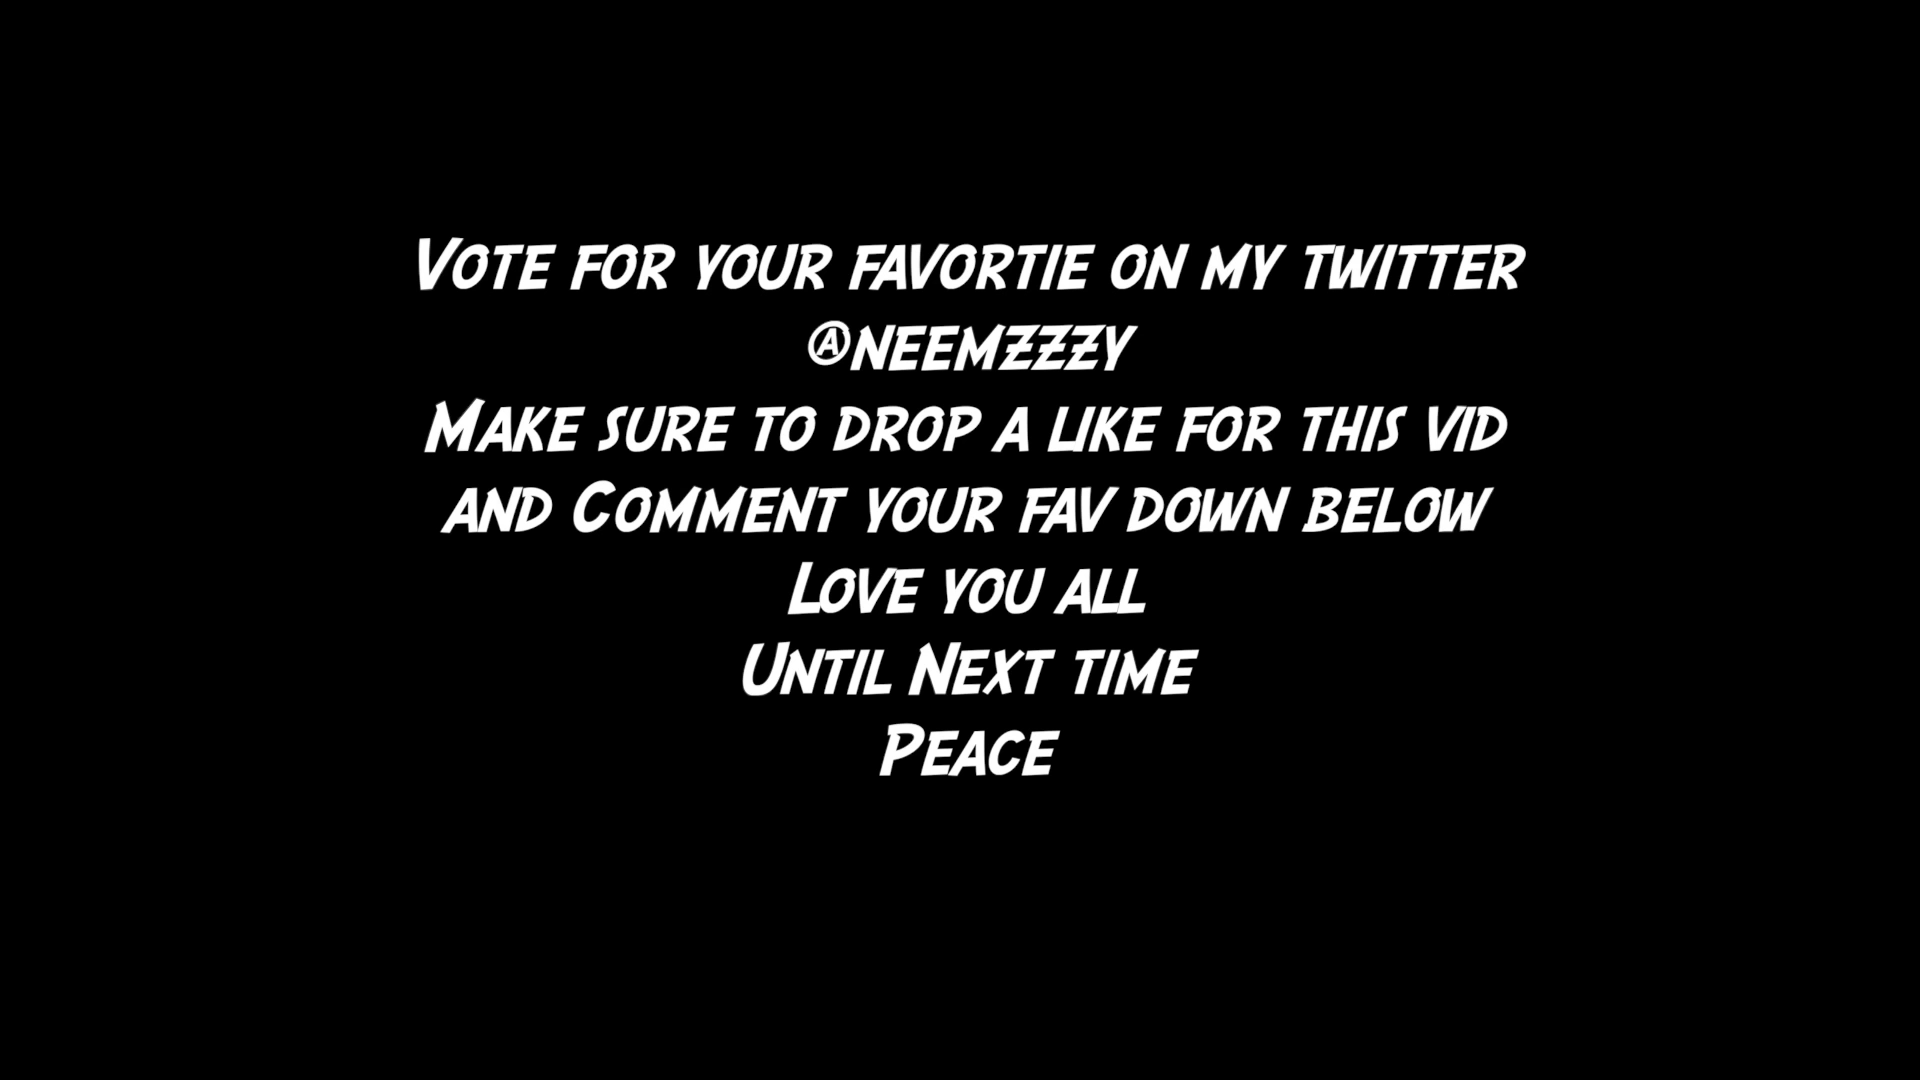 Vote for your favortie on my twitter
@neemzzzy
Make sure to drop a like for this vid
and Comment your fav down below
Love you all
Until Next time
Peace